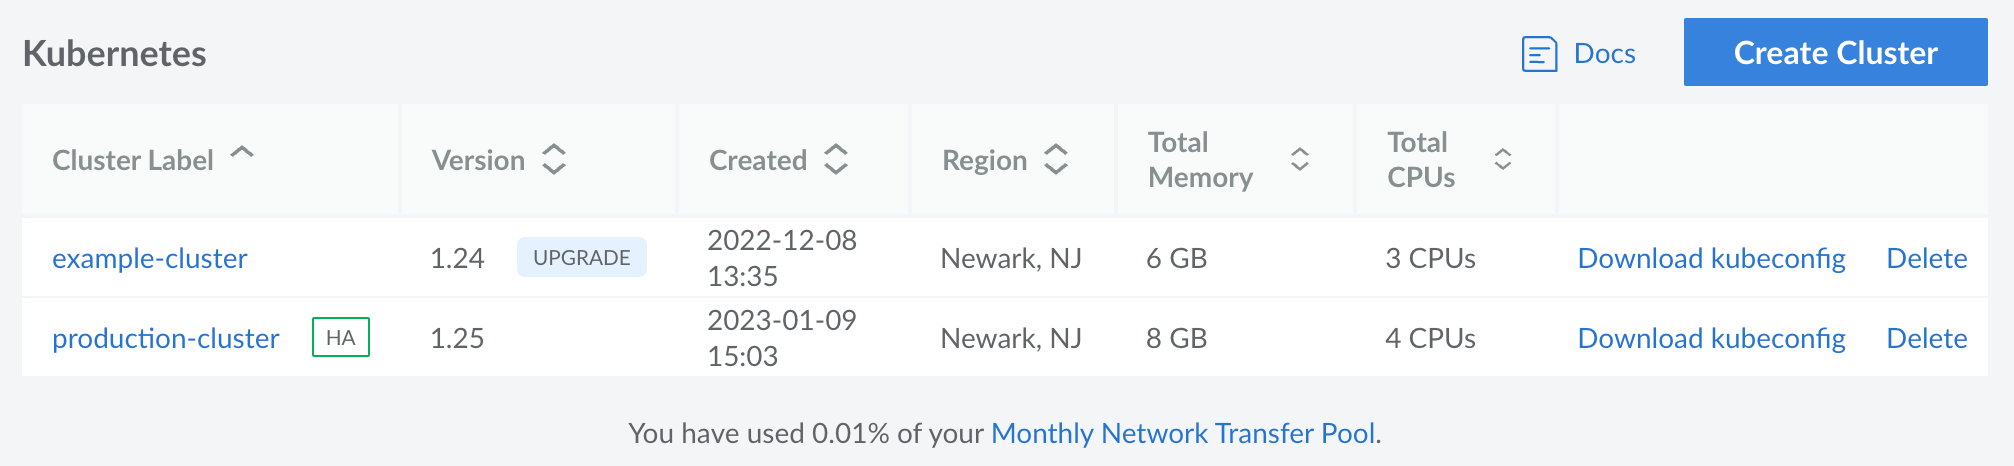 Kubernetes
Docs
Create Cluster
Cluster Label
Version
Created
Region
Total
Memory
Total
CPUs
example-cluster
1.24
UPGRADE
2022-12-08
13:35
Newark, NJ
6 GB
3 CPUs
Download kubeconfig
Delete
production-cluster
HA
1.25
2023-01-09
15:03
Newark, NJ
8 GB
4 CPUs
Download kubeconfig
Delete
You have used 0.01% of your Monthly Network Transfer Pool.